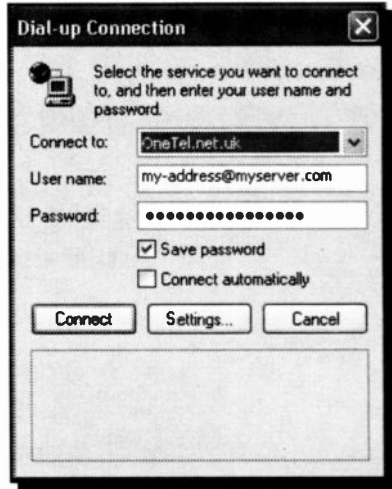 Dial-up Connection
Select the service you want to connect
to, and then enter your user name and
password.
Connect to: OneTel.net.uk
User name: my-address@myserver.com
Password: ●●●●●●●●●●●●●●●●
Save password
Connect automatically
Connect Settings... Cancel